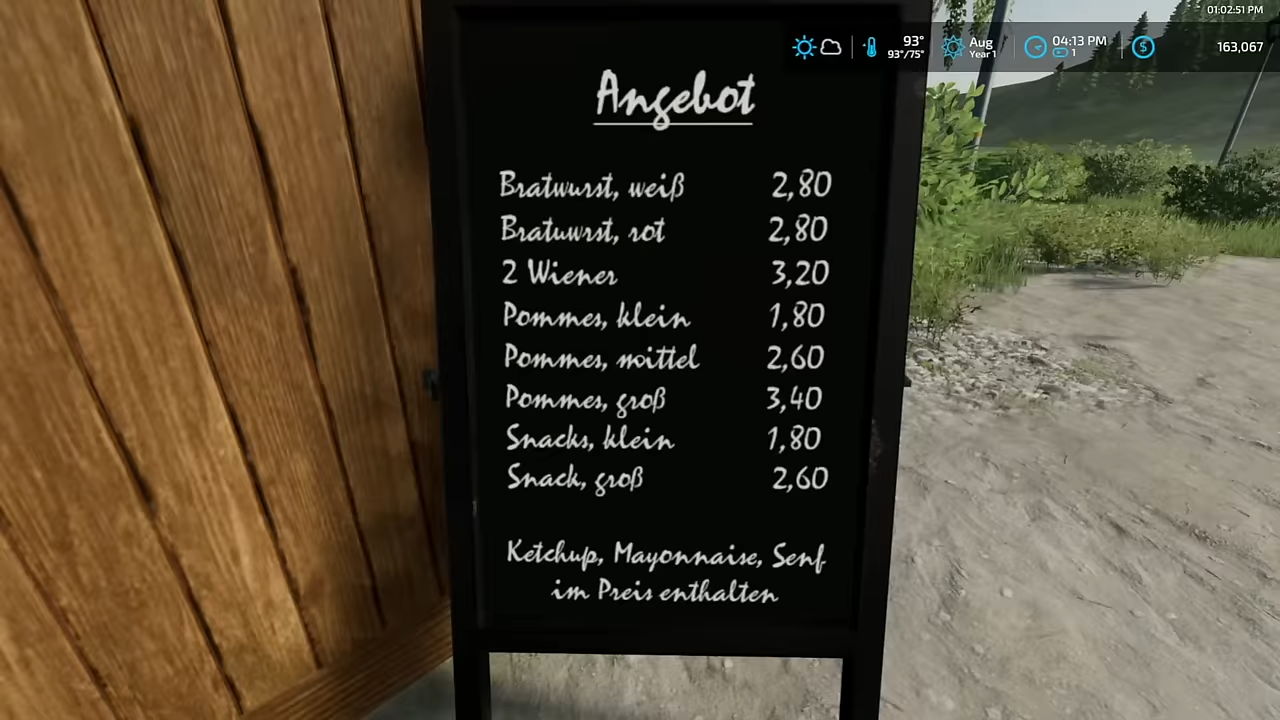 01:02:51 PM
93°
93°/75°
Aug
Year 1
04:13 PM
1
163,067
Angebot
Bratwurst, weiß 2,80
Bratwurst, rot 2,80
2 Wiener 3,20
Pommes, klein 1,80
Pommes, mittel 2,60
Pommes, groß 3,40
Snacks, klein 1,80
Snack, groß 2,60
Ketchup, Mayonnaise, Senf
im Preis enthalten